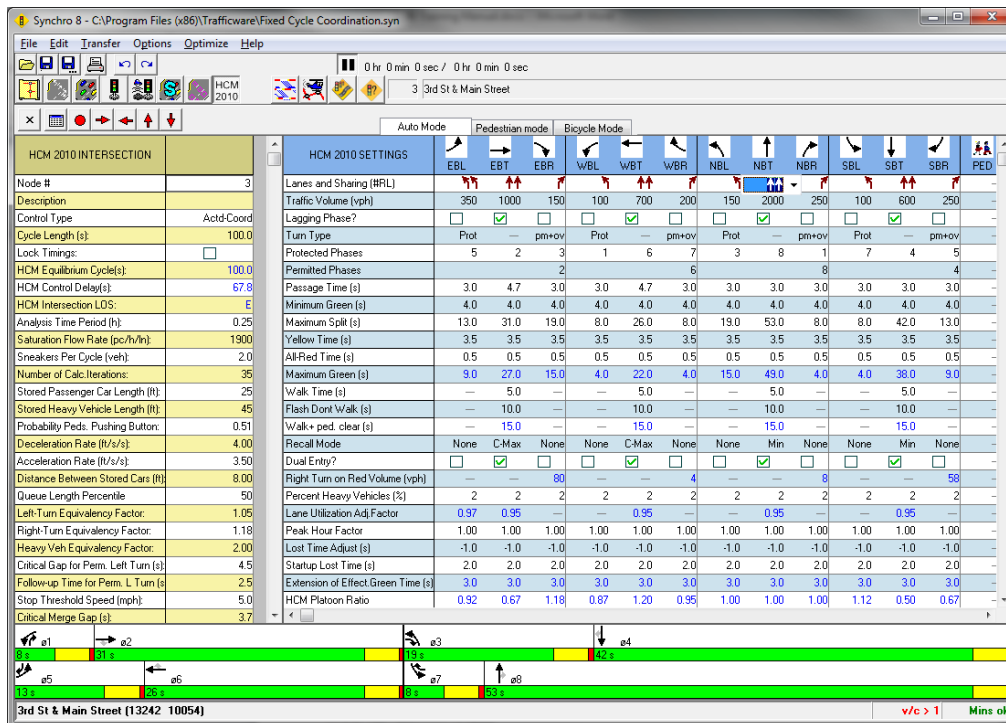 Synchro 8 - C:\Program Files (x86)\Trafficware\Fixed Cycle Coordination.syn
File Edit Transfer Options Optimize Help
0 hr 0 min 0 sec / 0 hr 0 min 0 sec
HCM 2010
3 3rd St & Main Street
Auto Mode Pedestrian mode Bicycle Mode
HCM 2010 INTERSECTION
Node # 3
Description
Control Type Actd-Coord
Cycle Length (s): 100.0
Lock Timings:
HCM Equilibrium Cycle(s): 100.0
HCM Control Delay(s): 67.8
HCM Intersection LOS: E
Analysis Time Period (h): 0.25
Saturation Flow Rate (pc/h/ln): 1900
Sneakers Per Cycle (veh): 2.0
Number of Calc.Iterations: 35
Stored Passenger Car Length (ft): 25
Stored Heavy Vehicle Length (ft): 45
Probability Peds. Pushing Button: 0.51
Deceleration Rate (ft/s/s): 4.00
Acceleration Rate (ft/s/s): 3.50
Distance Between Stored Cars (ft): 8.00
Queue Length Percentile 50
Left-Turn Equivalency Factor: 1.05
Right-Turn Equivalency Factor: 1.18
Heavy Veh Equivalency Factor: 2.00
Critical Gap for Perm. Left Turn (s): 4.5
Follow-up Time for Perm. L Turn (s 2.5
Stop Threshold Speed (mph): 5.0
Critical Merge Gap (s): 3.7
HCM 2010 SETTINGS EBL EBT EBR WBL WBT WBR NBL NBT NBR SBL SBT SBR PED
Lanes and Sharing (#RL)
Traffic Volume (vph) 350 1000 150 100 700 200 150 2000 250 100 600 250 —
Lagging Phase?
Turn Type Prot — pm+ov Prot — pm+ov Prot — pm+ov Prot — pm+ov —
Protected Phases 5 2 3 1 6 7 3 8 1 7 4 5
Permitted Phases 2 6 8 4
Passage Time (s) 3.0 4.7 3.0 3.0 4.7 3.0 3.0 3.0 3.0 3.0 3.0 3.0
Minimum Green (s) 4.0 4.0 4.0 4.0 4.0 4.0 4.0 4.0 4.0 4.0 4.0 4.0
Maximum Split (s) 13.0 31.0 19.0 8.0 26.0 8.0 19.0 53.0 8.0 8.0 42.0 13.0
Yellow Time (s) 3.5 3.5 3.5 3.5 3.5 3.5 3.5 3.5 3.5 3.5 3.5 3.5
All-Red Time (s) 0.5 0.5 0.5 0.5 0.5 0.5 0.5 0.5 0.5 0.5 0.5 0.5
Maximum Green (s) 9.0 27.0 15.0 4.0 22.0 4.0 15.0 49.0 4.0 4.0 38.0 9.0
Walk Time (s) — 5.0 — — 5.0 — — 5.0 — — 5.0 —
Flash Dont Walk (s) — 10.0 — — 10.0 — — 10.0 — — 10.0 —
Walk+ ped. clear (s) — 15.0 — — 15.0 — — 15.0 — — 15.0 —
Recall Mode None C-Max None None C-Max None None Min None None Min None
Dual Entry?
Right Turn on Red Volume (vph) — — 80 — — 4 — — 8 — — 58
Percent Heavy Vehicles (%) 2 2 2 2 2 2 2 2 2 2 2 2
Lane Utilization Adj.Factor 0.97 0.95 — — 0.95 — — 0.95 — — 0.95 —
Peak Hour Factor 1.00 1.00 1.00 1.00 1.00 1.00 1.00 1.00 1.00 1.00 1.00 1.00
Lost Time Adjust (s) -1.0 -1.0 -1.0 -1.0 -1.0 -1.0 -1.0 -1.0 -1.0 -1.0 -1.0 -1.0
Startup Lost Time (s) 2.0 2.0 2.0 2.0 2.0 2.0 2.0 2.0 2.0 2.0 2.0 2.0
Extension of Effect.Green Time (s) 3.0 3.0 3.0 3.0 3.0 3.0 3.0 3.0 3.0 3.0 3.0 3.0
HCM Platoon Ratio 0.92 0.67 1.18 0.87 1.20 0.95 1.00 1.00 1.00 1.12 0.50 0.67
ø1 ø2 ø3 ø4
8 s 31 s 19 s 42 s
ø5 ø6 ø7 ø8
13 s 26 s 8 s 53 s
3rd St & Main Street (13242 10054) v/c > 1 Mins o